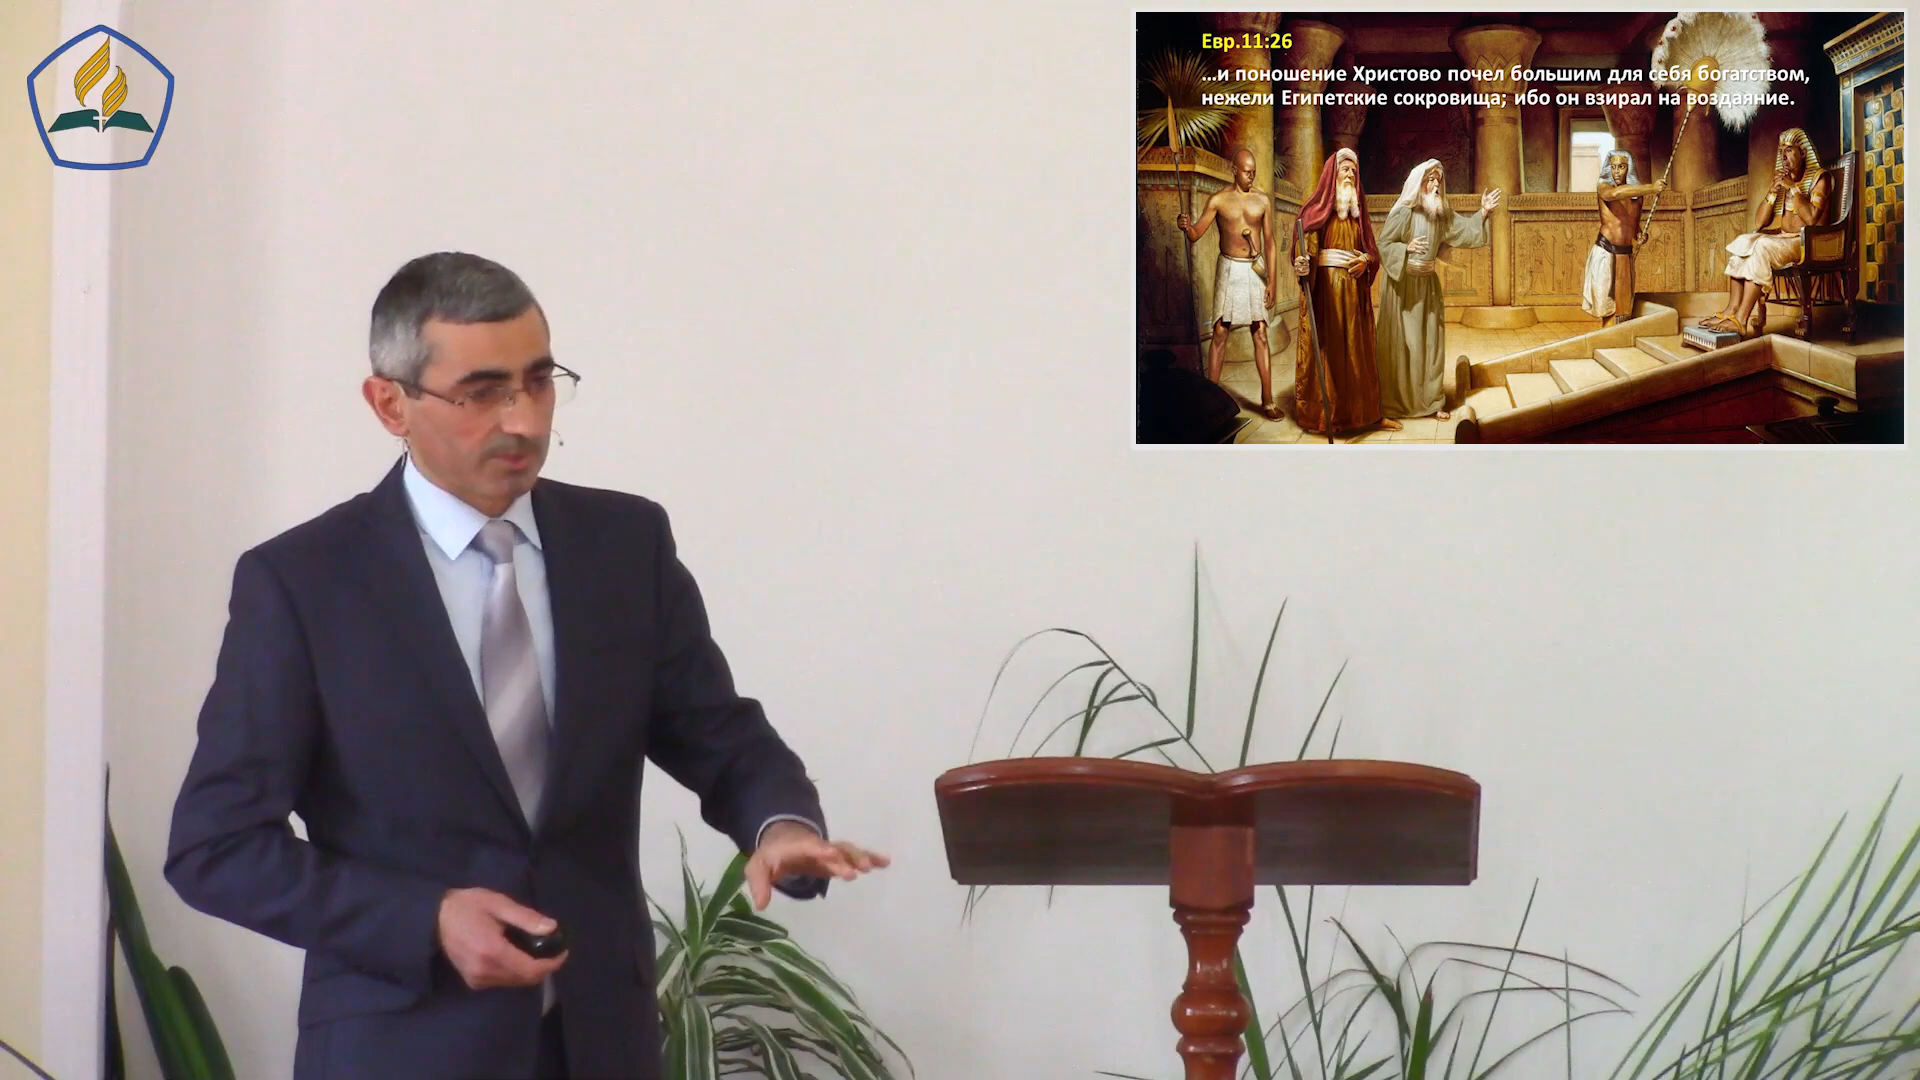 Евр.11:26
...и поношение Христово почел большим для себя богатством,
нежели Египетские сокровища; ибо он взирал на воздаяние.